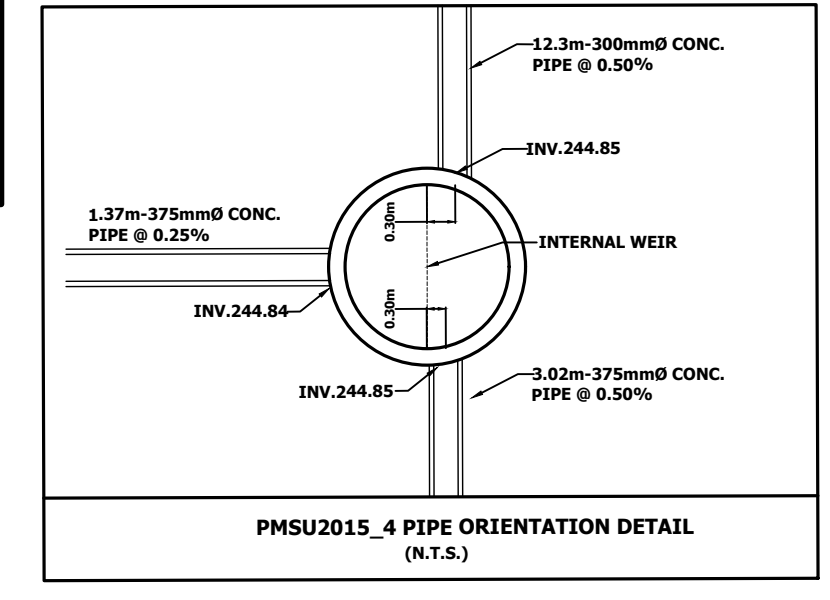 12.3m-300mmØ CONC.
PIPE @ 0.50%
INV.244.85
1.37m-375mmØ CONC.
PIPE @ 0.25%
0.30m
INTERNAL WEIR
INV.244.84
0.30m
INV.244.85
3.02m-375mmØ CONC.
PIPE @ 0.50%
PMSU2015_4 PIPE ORIENTATION DETAIL
(N.T.S.)